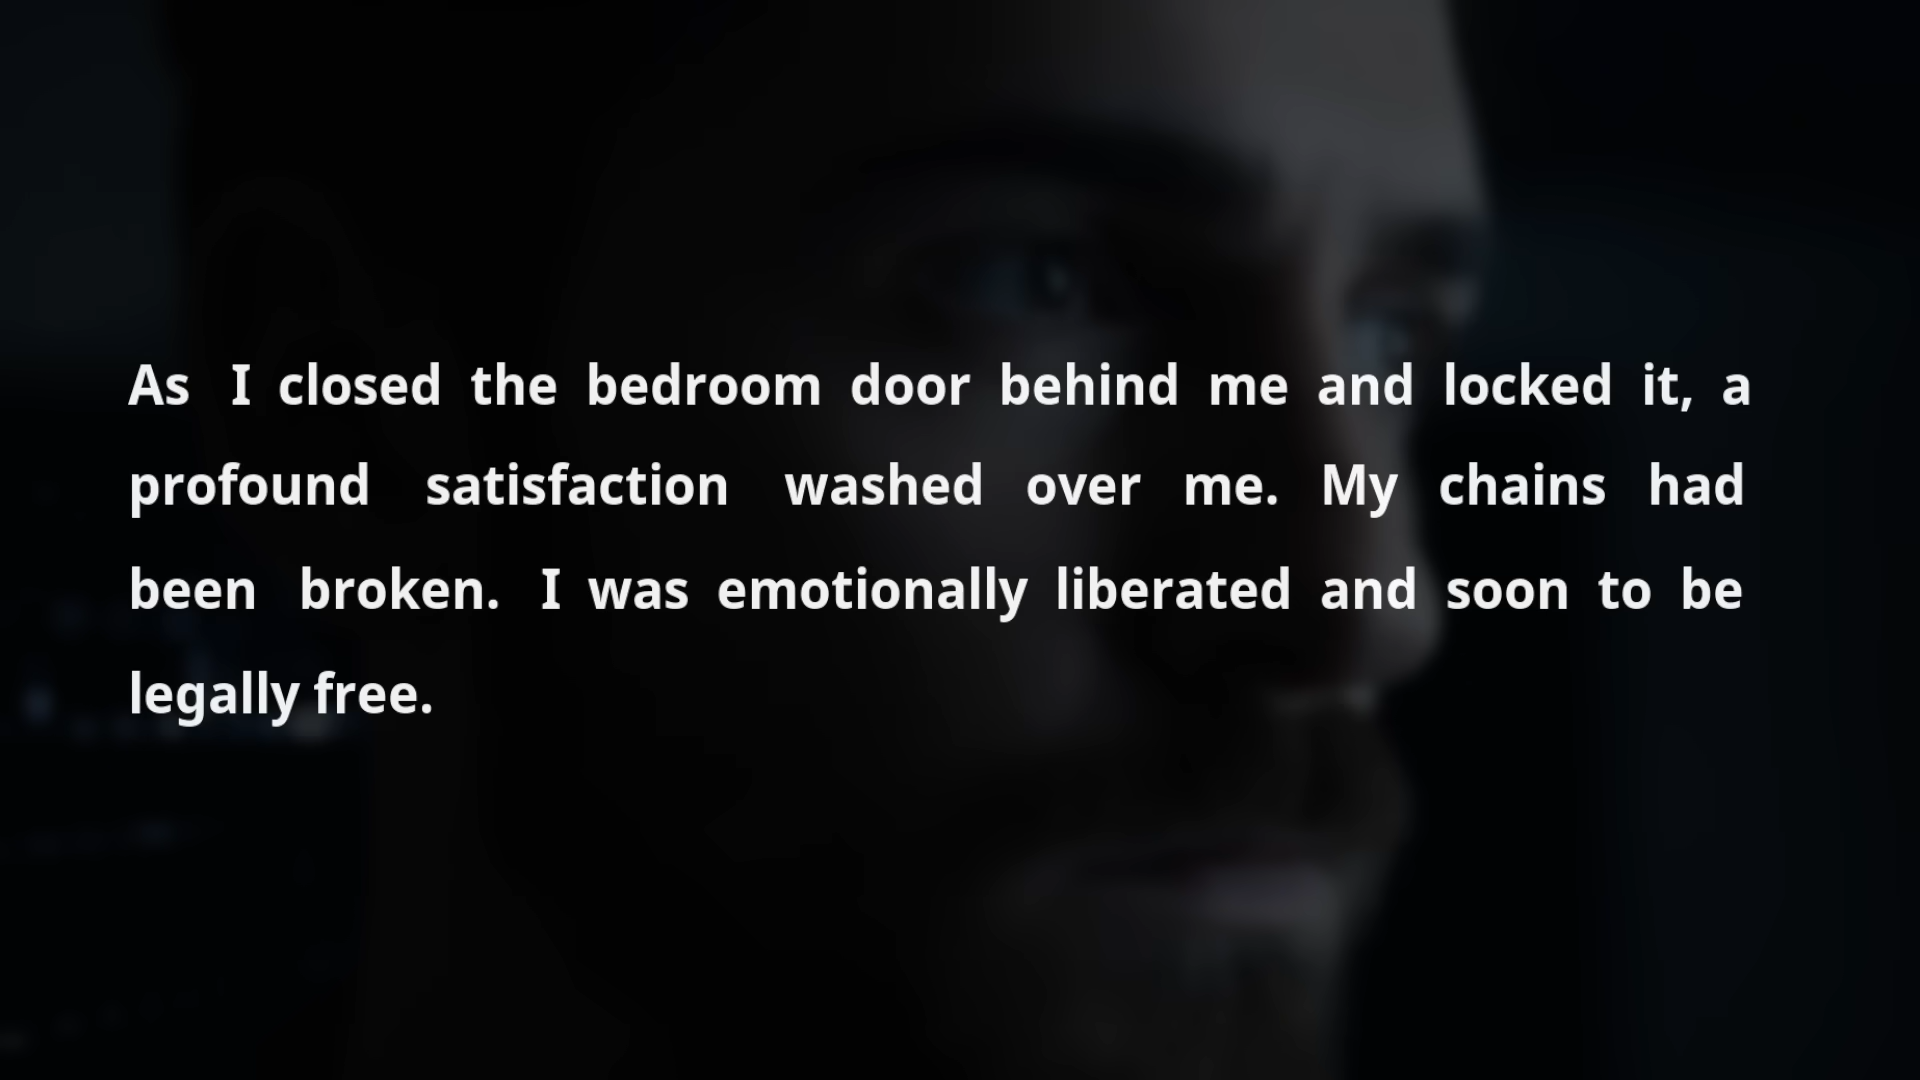 As I closed the bedroom door behind me and locked it, a
profound satisfaction washed over me. My chains had
been broken. I was emotionally liberated and soon to be
legally free.